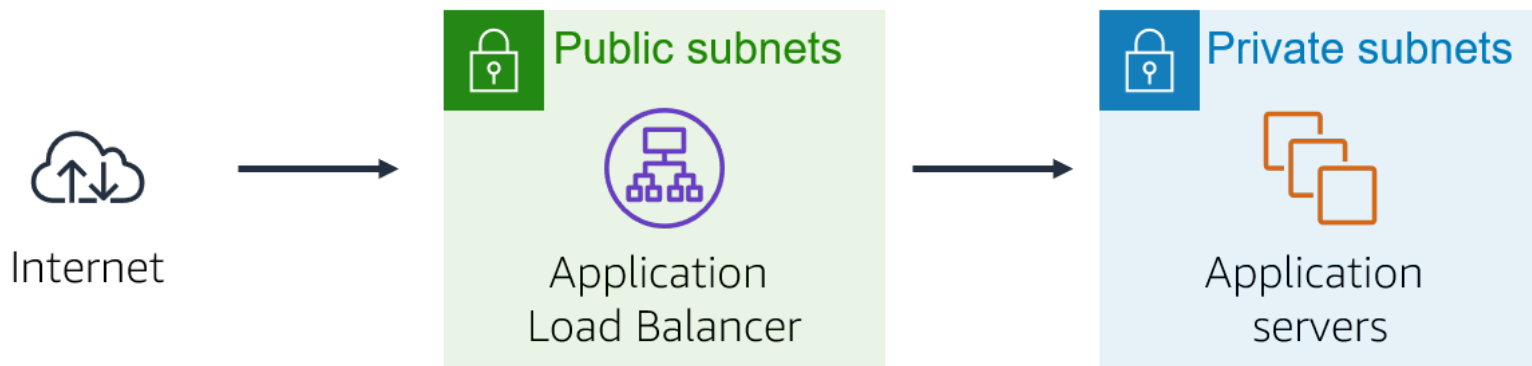 Internet
Public subnets
Application
Load Balancer
Private subnets
Application
servers